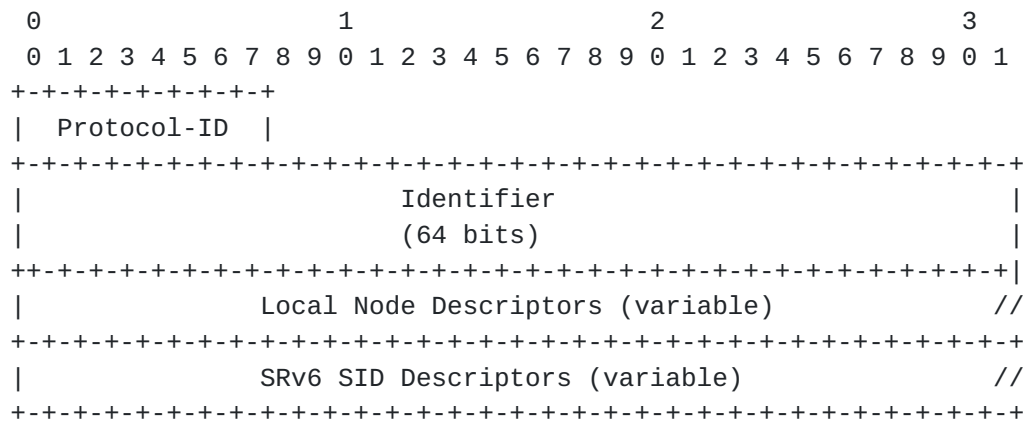 0                   1                   2                   3
 0 1 2 3 4 5 6 7 8 9 0 1 2 3 4 5 6 7 8 9 0 1 2 3 4 5 6 7 8 9 0 1
+-+-+-+-+-+-+-+-+
|  Protocol-ID  |
+-+-+-+-+-+-+-+-+-+-+-+-+-+-+-+-+-+-+-+-+-+-+-+-+-+-+-+-+-+-+-+-+
|                        Identifier                             |
|                        (64 bits)                              |
++-+-+-+-+-+-+-+-+-+-+-+-+-+-+-+-+-+-+-+-+-+-+-+-+-+-+-+-+-+-+-+|
|               Local Node Descriptors (variable)              //
+-+-+-+-+-+-+-+-+-+-+-+-+-+-+-+-+-+-+-+-+-+-+-+-+-+-+-+-+-+-+-+-+
|               SRv6 SID Descriptors (variable)                //
+-+-+-+-+-+-+-+-+-+-+-+-+-+-+-+-+-+-+-+-+-+-+-+-+-+-+-+-+-+-+-+-+